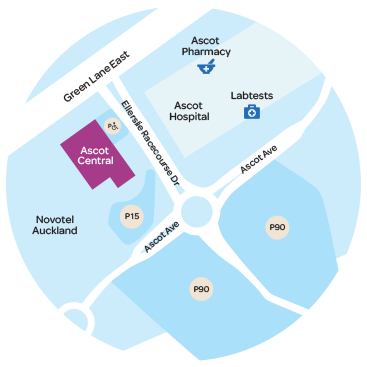 Ascot
Pharmacy
Green Lane East
Labtests
Ascot
Hospital
Ellerslie Racecourse Dr
P
Ascot
Central
Ascot Ave
P15
Novotel
Auckland
Ascot Ave
P90
P90